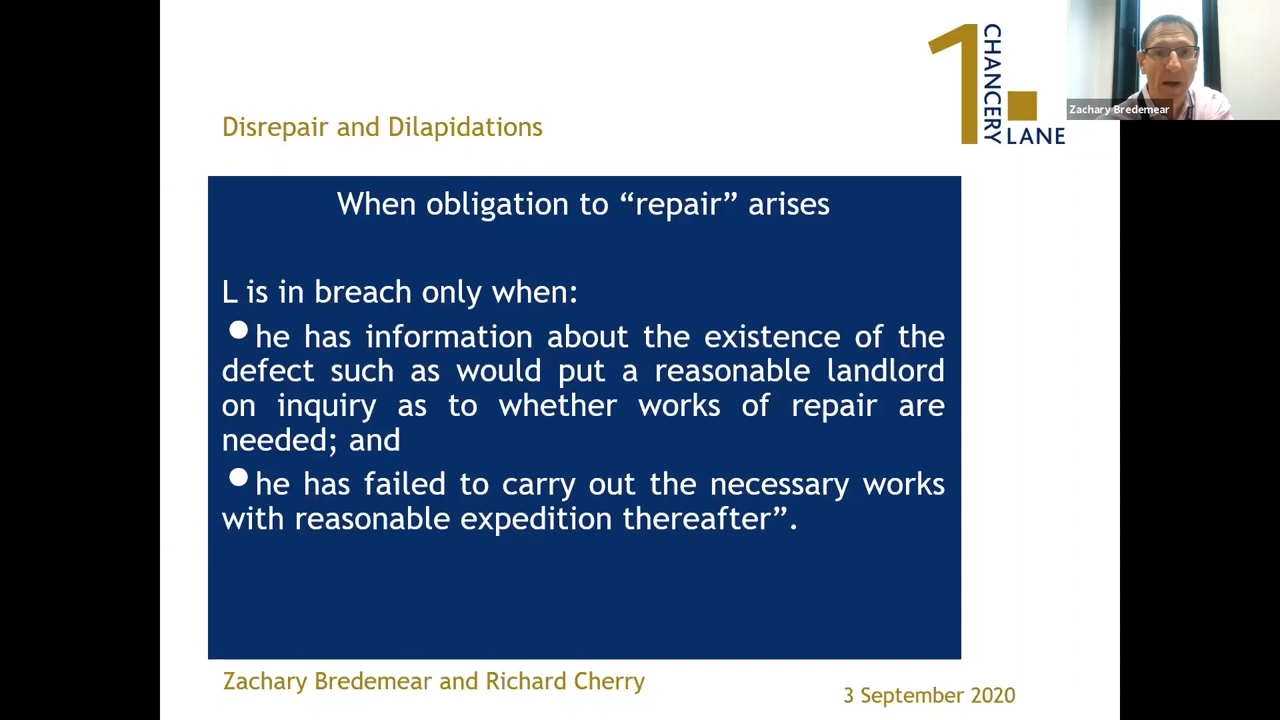 1 CHANCERY LANE
Zachary Bredemear
Disrepair and Dilapidations
When obligation to “repair” arises
L is in breach only when:
•he has information about the existence of the
defect such as would put a reasonable landlord
on inquiry as to whether works of repair are
needed; and
•he has failed to carry out the necessary works
with reasonable expedition thereafter”.
Zachary Bredemear and Richard Cherry
3 September 2020